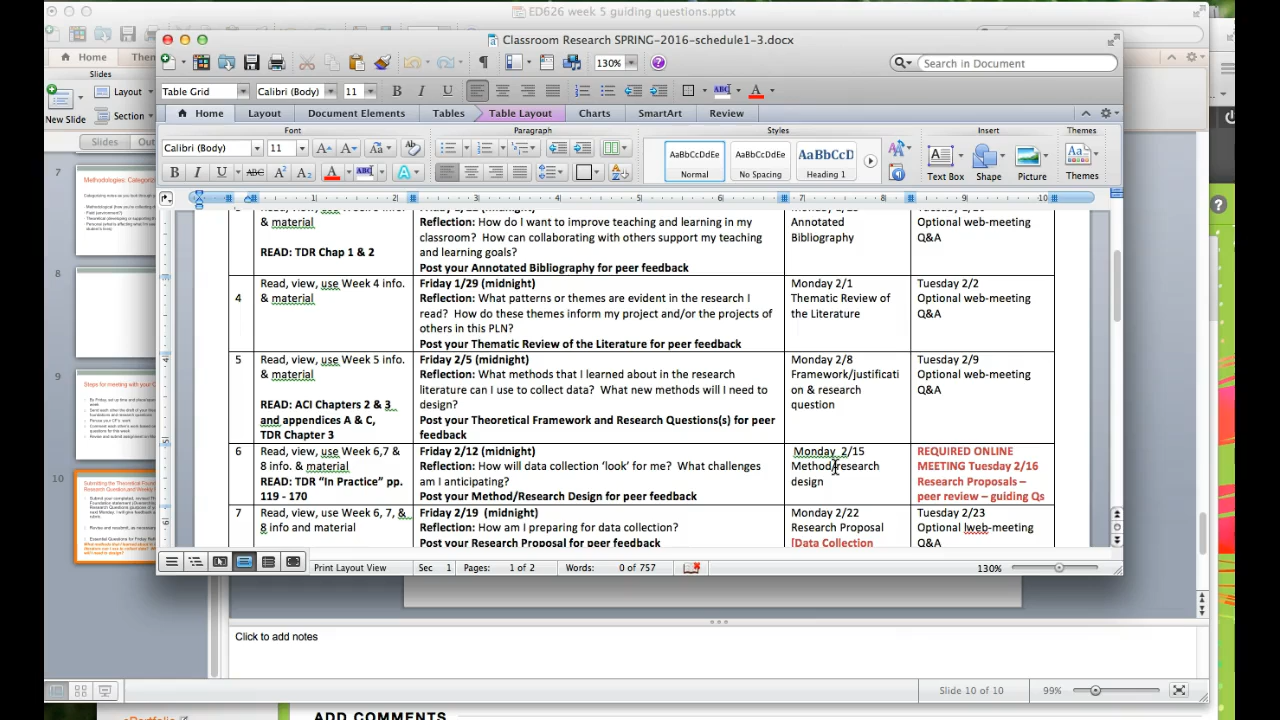 ED626 week 5 guiding questions.pptx
Classroom Research SPRING-2016-schedule1-3.docx
130%
Search in Document
Table Grid
Calibri (Body)
11
Home
Layout
Document Elements
Tables
Table Layout
Charts
SmartArt
Review
Font
Paragraph
Styles
Insert
Themes
Calibri (Body)
11
AaBbCcDdEe
Normal
AaBbCcDdEe
No Spacing
AaBbCcD
Text Box
Shape
Picture
Themes
Home
Slides
New Slide
Layout
Section
Slides
& material
READ: TDR Chap 1 & 2
Reflection: How do I want to improve teaching and learning in my
classroom? How can collaborating with others support my teaching
and learning goals?
Post your Annotated Bibliography for peer feedback
Annotated
Bibliography
Optional web-meeting
Q&A
4
Read, view, use Week 4 info.
& material
Friday 1/29 (midnight)
Reflection: What patterns or themes are evident in the research I
read? How do these themes inform my project and/or the projects of
others in this PLN?
Post your Thematic Review of the Literature for peer feedback
Monday 2/1
Thematic Review of
the Literature
Tuesday 2/2
Optional web-meeting
Q&A
5
Read, view, use Week 5 info.
& material
READ: ACI Chapters 2 & 3
and appendices A & C,
TDR Chapter 3
Friday 2/5 (midnight)
Reflection: What methods that I learned about in the research
literature can I use to collect data? What new methods will I need to
design?
Post your Theoretical Framework and Research Questions(s) for peer
feedback
Monday 2/8
Framework/justificati
on & research
question
Tuesday 2/9
Optional web-meeting
Q&A
6
Read, view, use Week 6,7 &
8 info. & material
READ: TDR "In Practice" pp.
119 - 170
Friday 2/12 (midnight)
Reflection: How will data collection 'look' for me? What challenges
am I anticipating?
Post your Method/Research Design for peer feedback
Monday 2/15
Method/research
design
REQUIRED ONLINE
MEETING Tuesday 2/16
Research Proposals –
peer review – guiding Qs
7
Read, view, use Week 6, 7, &
8 info and material
Friday 2/19 (midnight)
Reflection: How am I preparing for data collection?
Post your Research Proposal for peer feedback
Monday 2/22
Research Proposal
Data Collection
Tuesday 2/23
Optional lweb-meeting
Q&A
Print Layout View
Sec 1
Pages: 1 of 2
Words: 0 of 757
130%
7
8
9
10
Click to add notes
Slide 10 of 10
99%
ePortfolio
ADD COMMENTS